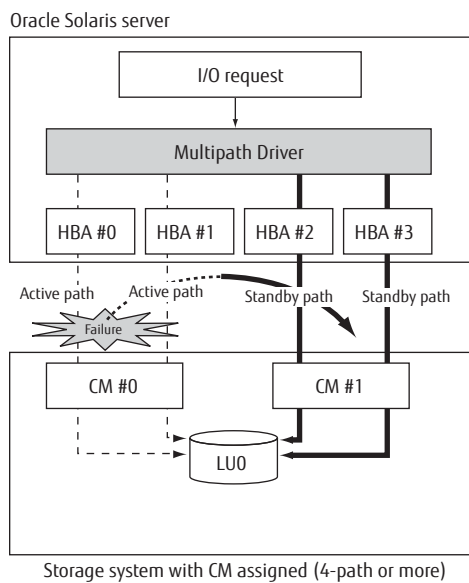 Oracle Solaris server
I/O request
Multipath Driver
HBA #0
HBA #1
HBA #2
HBA #3
Active path
Active path
Standby path
Standby path
Failure
CM #0
CM #1
LU0
Storage system with CM assigned (4-path or more)